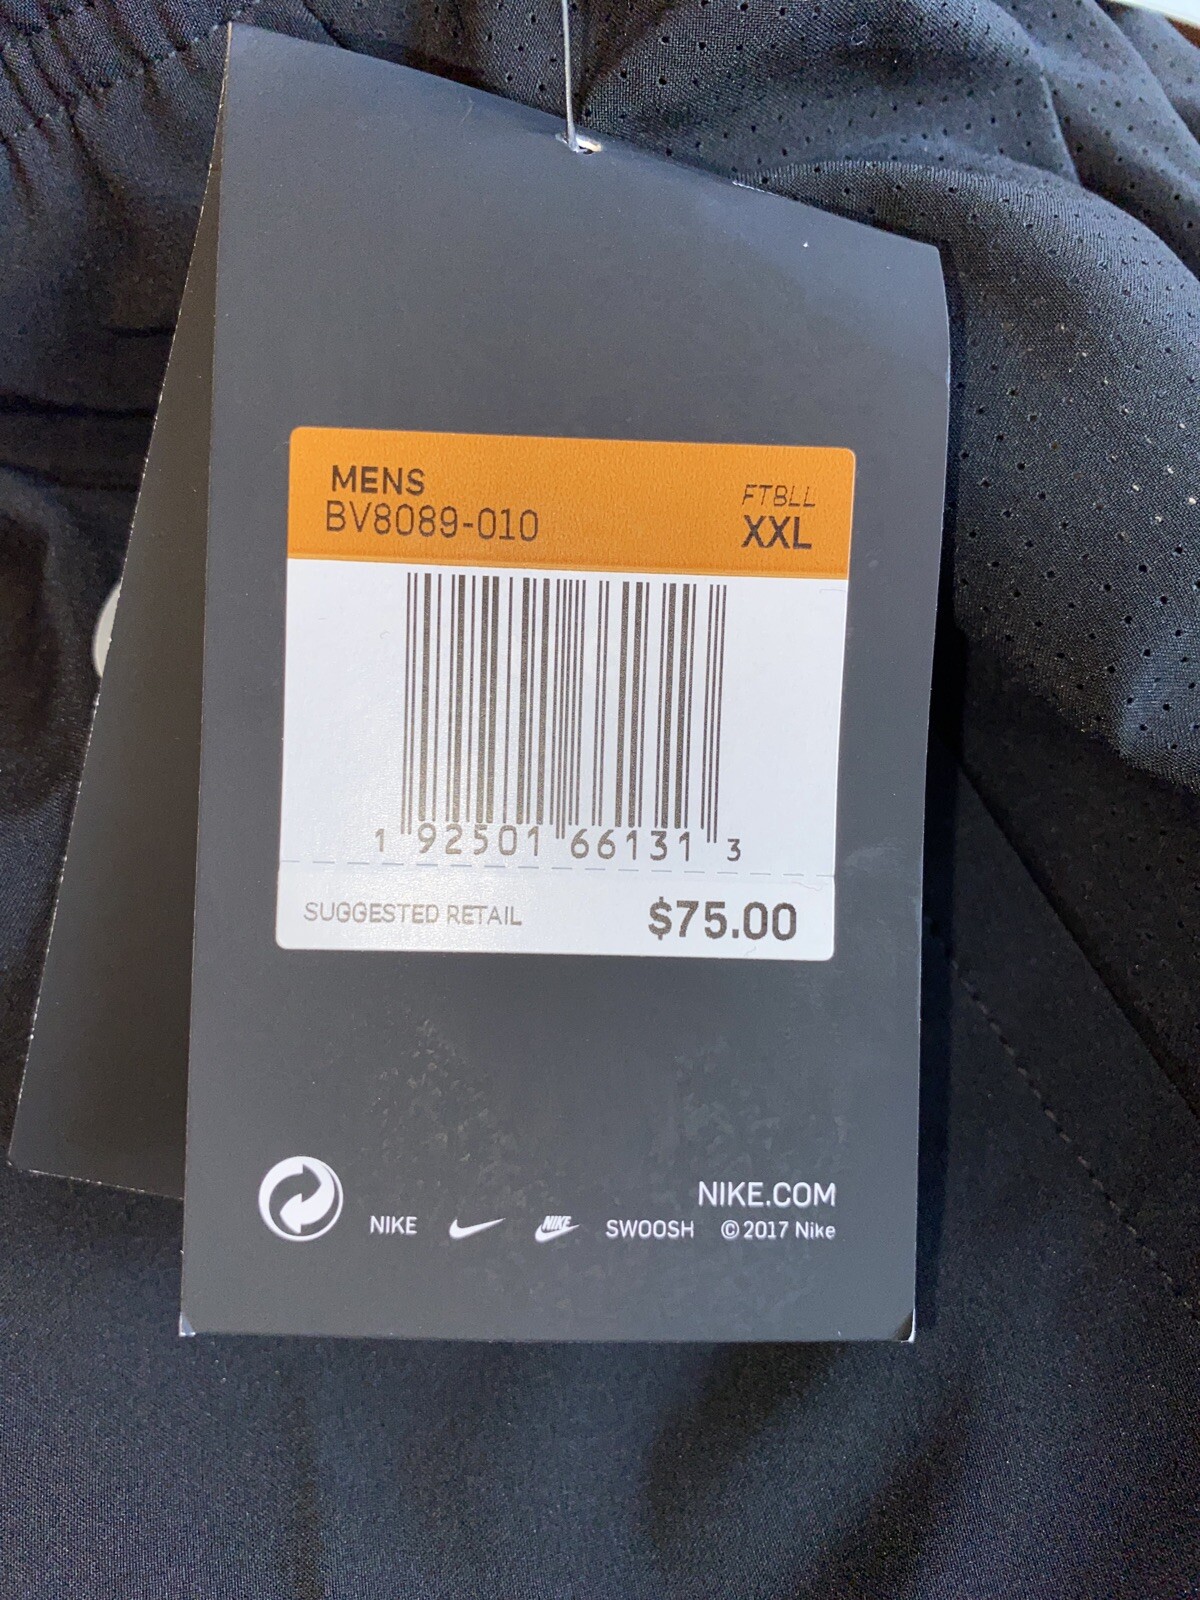 MENS
BV8089-010
FTBLL
XXL
1 92501 66131 3
SUGGESTED RETAIL $75.00
NIKE.COM
NIKE NIKE SWOOSH © 2017 Nike